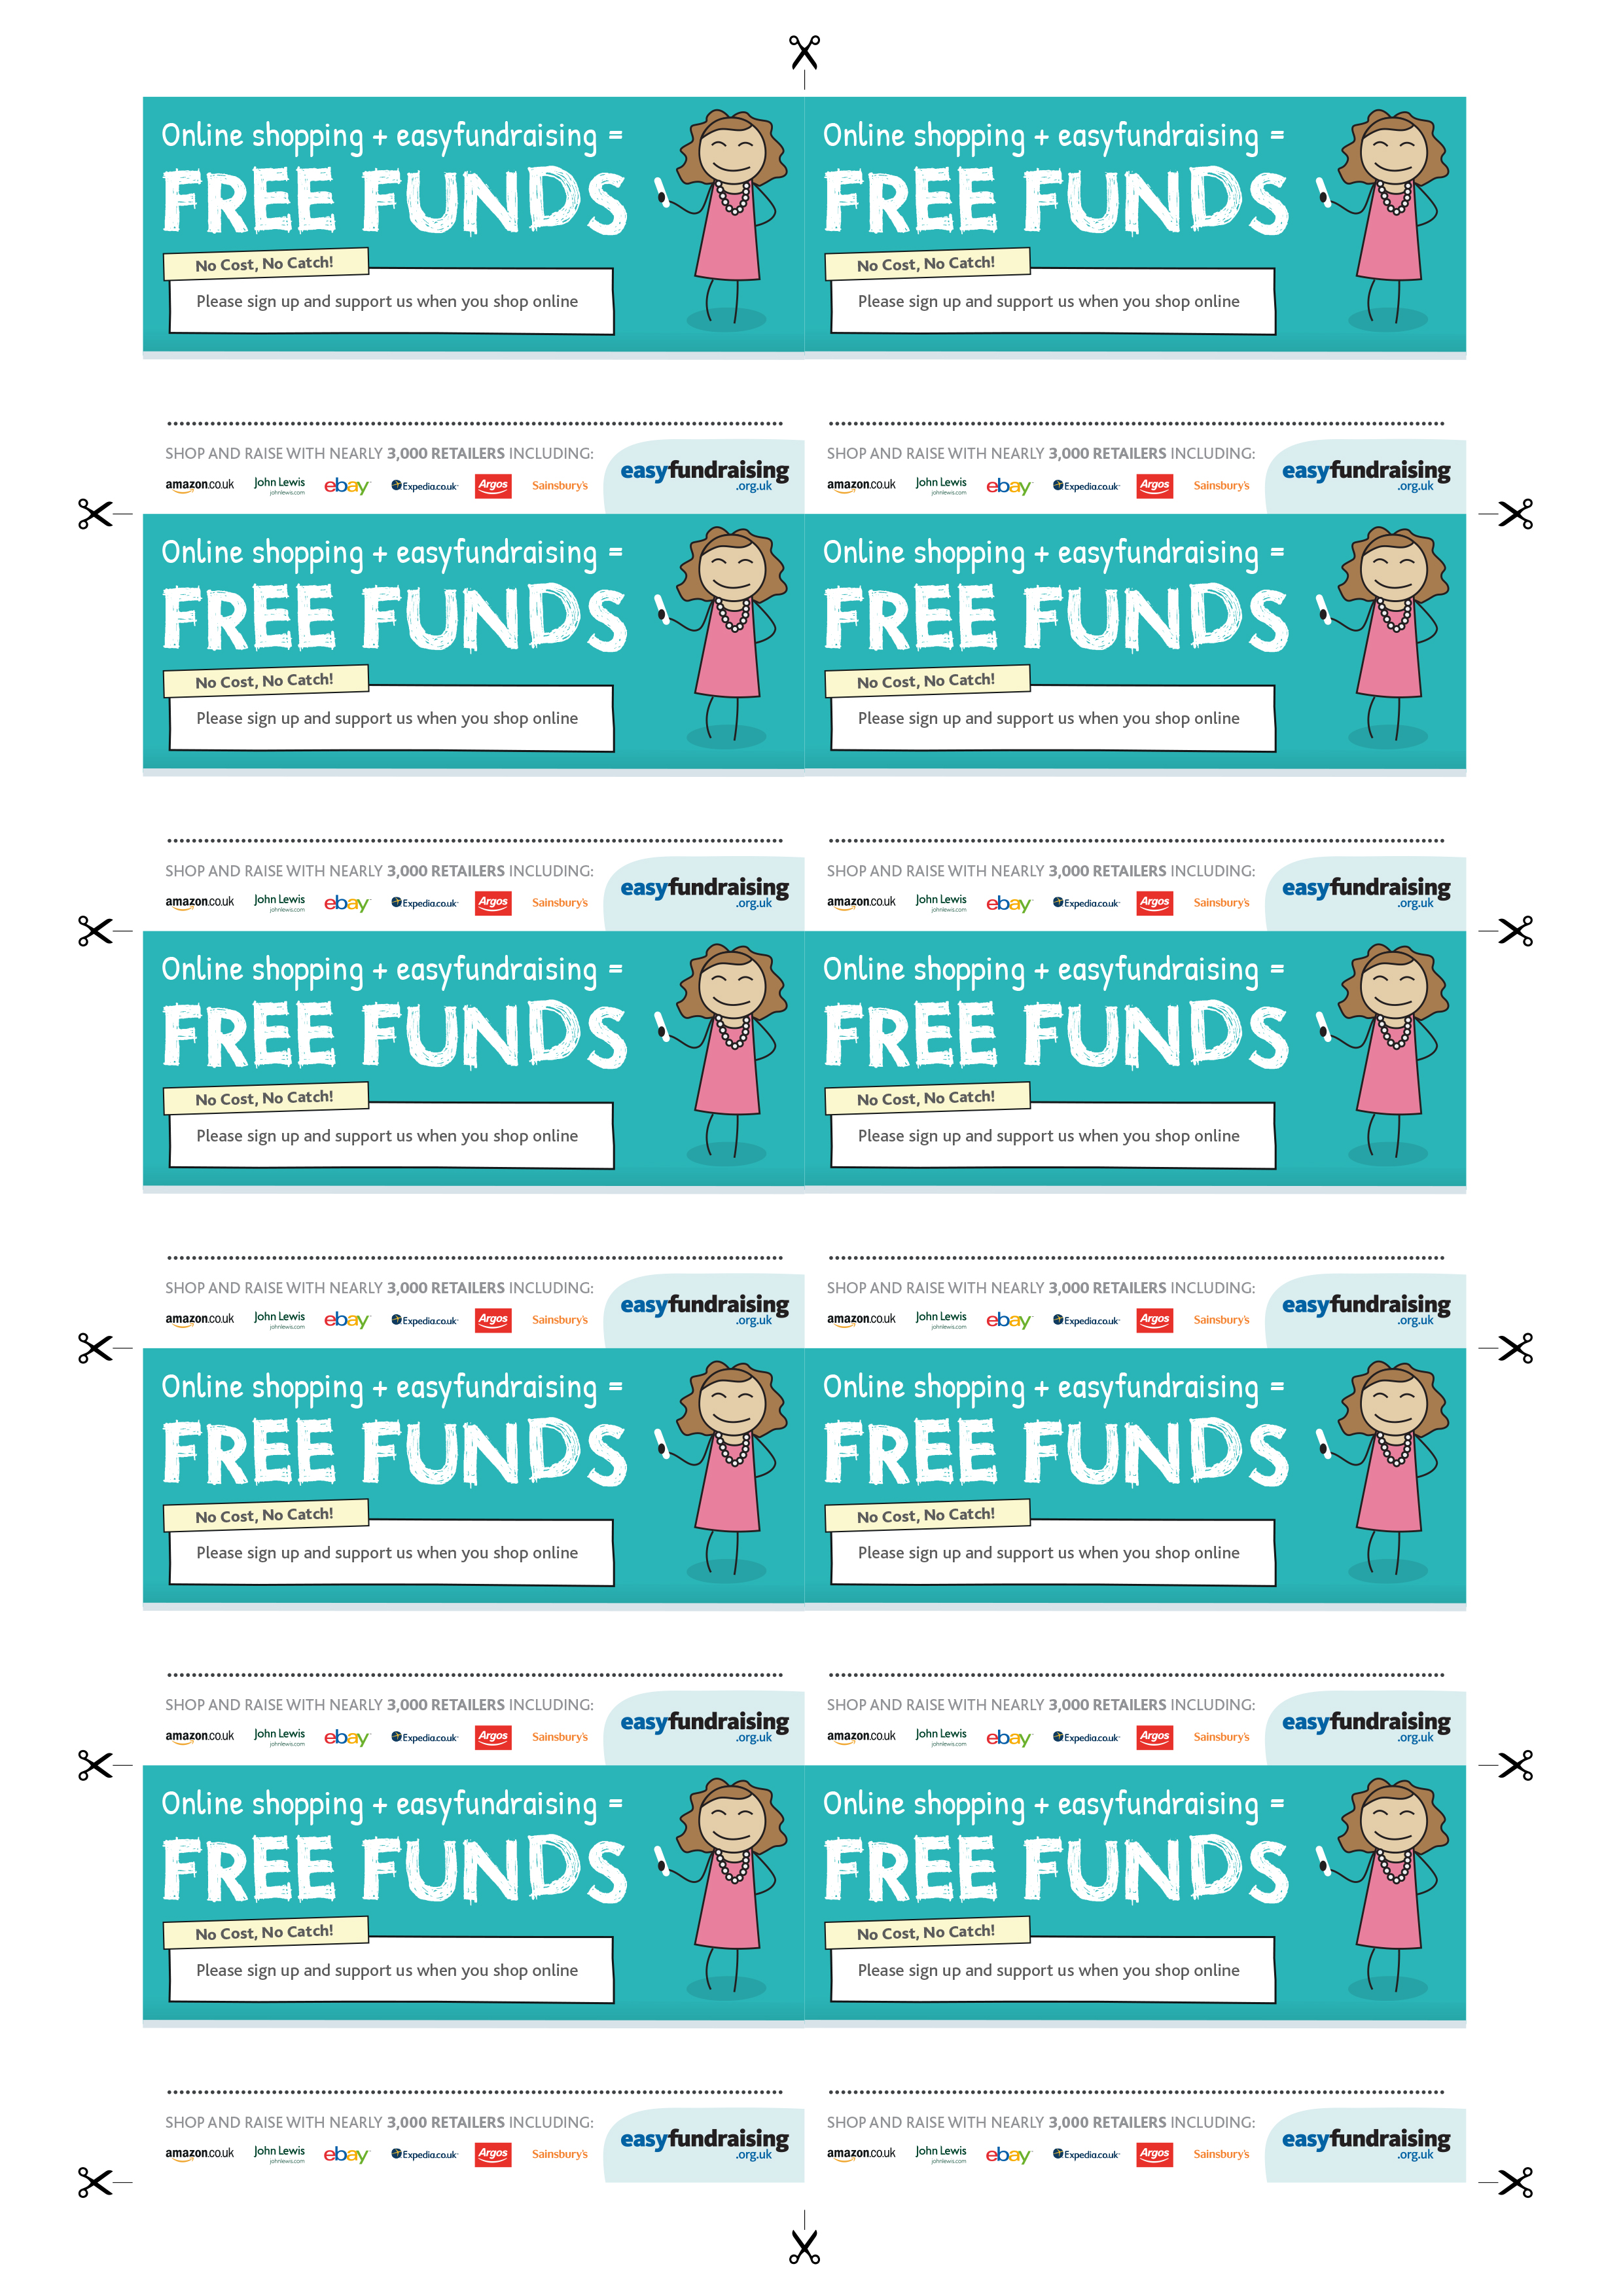 Online shopping + easyfundraising =
FREE FUNDS
No Cost, No Catch!
Please sign up and support us when you shop online
SHOP AND RAISE WITH NEARLY 3,000 RETAILERS INCLUDING:
amazon.co.uk John Lewis ebay Expedia.co.uk Argos Sainsbury's
johnlewis.com
easyfundraising
.org.uk
Online shopping + easyfundraising =
FREE FUNDS
No Cost, No Catch!
Please sign up and support us when you shop online
SHOP AND RAISE WITH NEARLY 3,000 RETAILERS INCLUDING:
amazon.co.uk John Lewis ebay Expedia.co.uk Argos Sainsbury's
johnlewis.com
easyfundraising
.org.uk
Online shopping + easyfundraising =
FREE FUNDS
No Cost, No Catch!
Please sign up and support us when you shop online
SHOP AND RAISE WITH NEARLY 3,000 RETAILERS INCLUDING:
amazon.co.uk John Lewis ebay Expedia.co.uk Argos Sainsbury's
johnlewis.com
easyfundraising
.org.uk
Online shopping + easyfundraising =
FREE FUNDS
No Cost, No Catch!
Please sign up and support us when you shop online
SHOP AND RAISE WITH NEARLY 3,000 RETAILERS INCLUDING:
amazon.co.uk John Lewis ebay Expedia.co.uk Argos Sainsbury's
johnlewis.com
easyfundraising
.org.uk
Online shopping + easyfundraising =
FREE FUNDS
No Cost, No Catch!
Please sign up and support us when you shop online
SHOP AND RAISE WITH NEARLY 3,000 RETAILERS INCLUDING:
amazon.co.uk John Lewis ebay Expedia.co.uk Argos Sainsbury's
johnlewis.com
easyfundraising
.org.uk
Online shopping + easyfundraising =
FREE FUNDS
No Cost, No Catch!
Please sign up and support us when you shop online
SHOP AND RAISE WITH NEARLY 3,000 RETAILERS INCLUDING:
amazon.co.uk John Lewis ebay Expedia.co.uk Argos Sainsbury's
johnlewis.com
easyfundraising
.org.uk
Online shopping + easyfundraising =
FREE FUNDS
No Cost, No Catch!
Please sign up and support us when you shop online
SHOP AND RAISE WITH NEARLY 3,000 RETAILERS INCLUDING:
amazon.co.uk John Lewis ebay Expedia.co.uk Argos Sainsbury's
johnlewis.com
easyfundraising
.org.uk
Online shopping + easyfundraising =
FREE FUNDS
No Cost, No Catch!
Please sign up and support us when you shop online
SHOP AND RAISE WITH NEARLY 3,000 RETAILERS INCLUDING:
amazon.co.uk John Lewis ebay Expedia.co.uk Argos Sainsbury's
johnlewis.com
easyfundraising
.org.uk
Online shopping + easyfundraising =
FREE FUNDS
No Cost, No Catch!
Please sign up and support us when you shop online
SHOP AND RAISE WITH NEARLY 3,000 RETAILERS INCLUDING:
amazon.co.uk John Lewis ebay Expedia.co.uk Argos Sainsbury's
johnlewis.com
easyfundraising
.org.uk
Online shopping + easyfundraising =
FREE FUNDS
No Cost, No Catch!
Please sign up and support us when you shop online
SHOP AND RAISE WITH NEARLY 3,000 RETAILERS INCLUDING:
amazon.co.uk John Lewis ebay Expedia.co.uk Argos Sainsbury's
johnlewis.com
easyfundraising
.org.uk